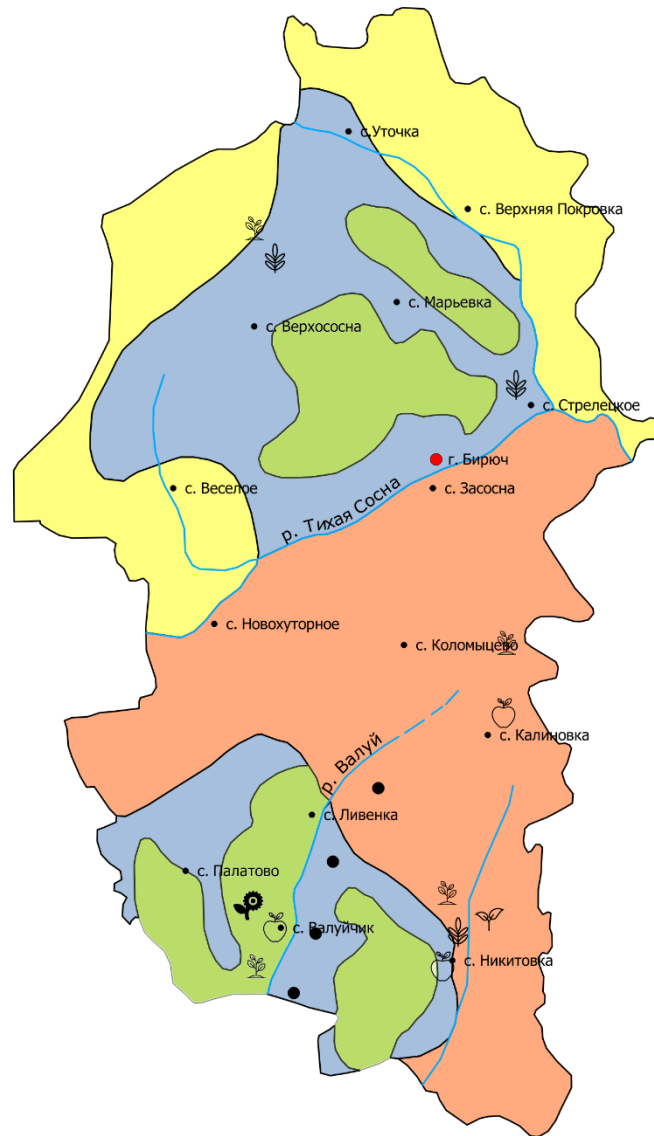 с.Уточка
с. Верхняя Покровка
с. Марьевка
с. Верхососна
с. Стрелецкое
г. Бирюч
с. Веселое
с. Засосна
р. Тихая Сосна
с. Новохуторное
с. Коломыцево
с. Калиновка
р. Валуй
с. Ливенка
с. Палатово
с. Валуйчик
с. Никитовка